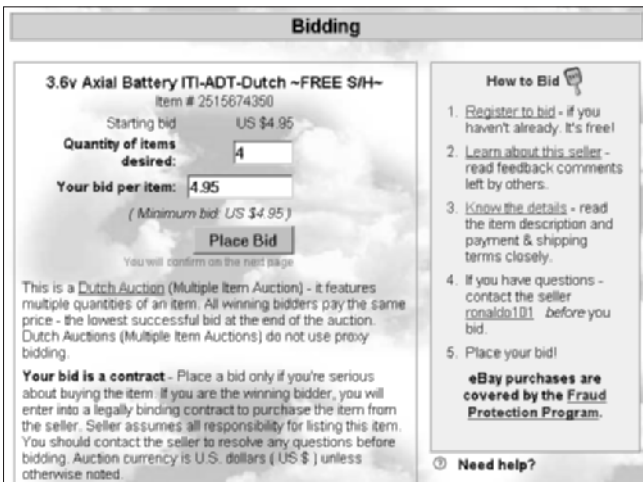 Bidding
3.6v Axial Battery ITI-ADT-Dutch ~FREE S/H~
Item # 2515674350
Starting bid US $4.95
Quantity of items
desired: 4
Your bid per item: 4.95
( Minimum bid: US $4.95 )
Place Bid
You will confirm on the next page
This is a Dutch Auction (Multiple Item Auction) - it features
multiple quantities of an item. All winning bidders pay the same
price - the lowest successful bid at the end of the auction.
Dutch Auctions (Multiple Item Auctions) do not use proxy
bidding.
Your bid is a contract - Place a bid only if you're serious
about buying the item. If you are the winning bidder, you will
enter into a legally binding contract to purchase the item from
the seller. Seller assumes all responsibility for listing this item.
You should contact the seller to resolve any questions before
bidding. Auction currency is U.S. dollars ( US $ ) unless
otherwise noted.
How to Bid
1. Register to bid - if you
haven't already. It's free!
2. Learn about this seller -
read feedback comments
left by others.
3. Know the details - read
the item description and
payment & shipping
terms closely.
4. If you have questions -
contact the seller
ronaldo101 before you
bid.
5. Place your bid!
eBay purchases are
covered by the Fraud
Protection Program.
Need help?